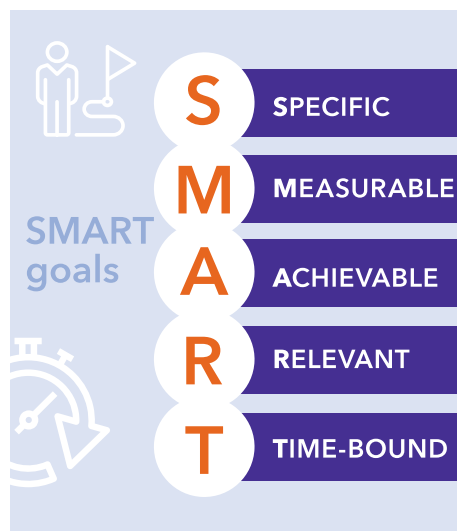 S
SPECIFIC
M
MEASURABLE
SMART
goals
A
ACHIEVABLE
R
RELEVANT
T
TIME-BOUND